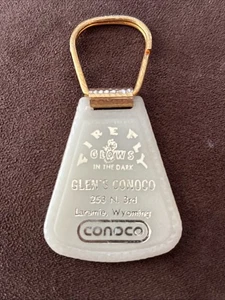 FIREFLY
GLOWS
IN THE DARK
GLEN'S CONOCO
253 N. 3rd
Laramie, Wyoming
conoco